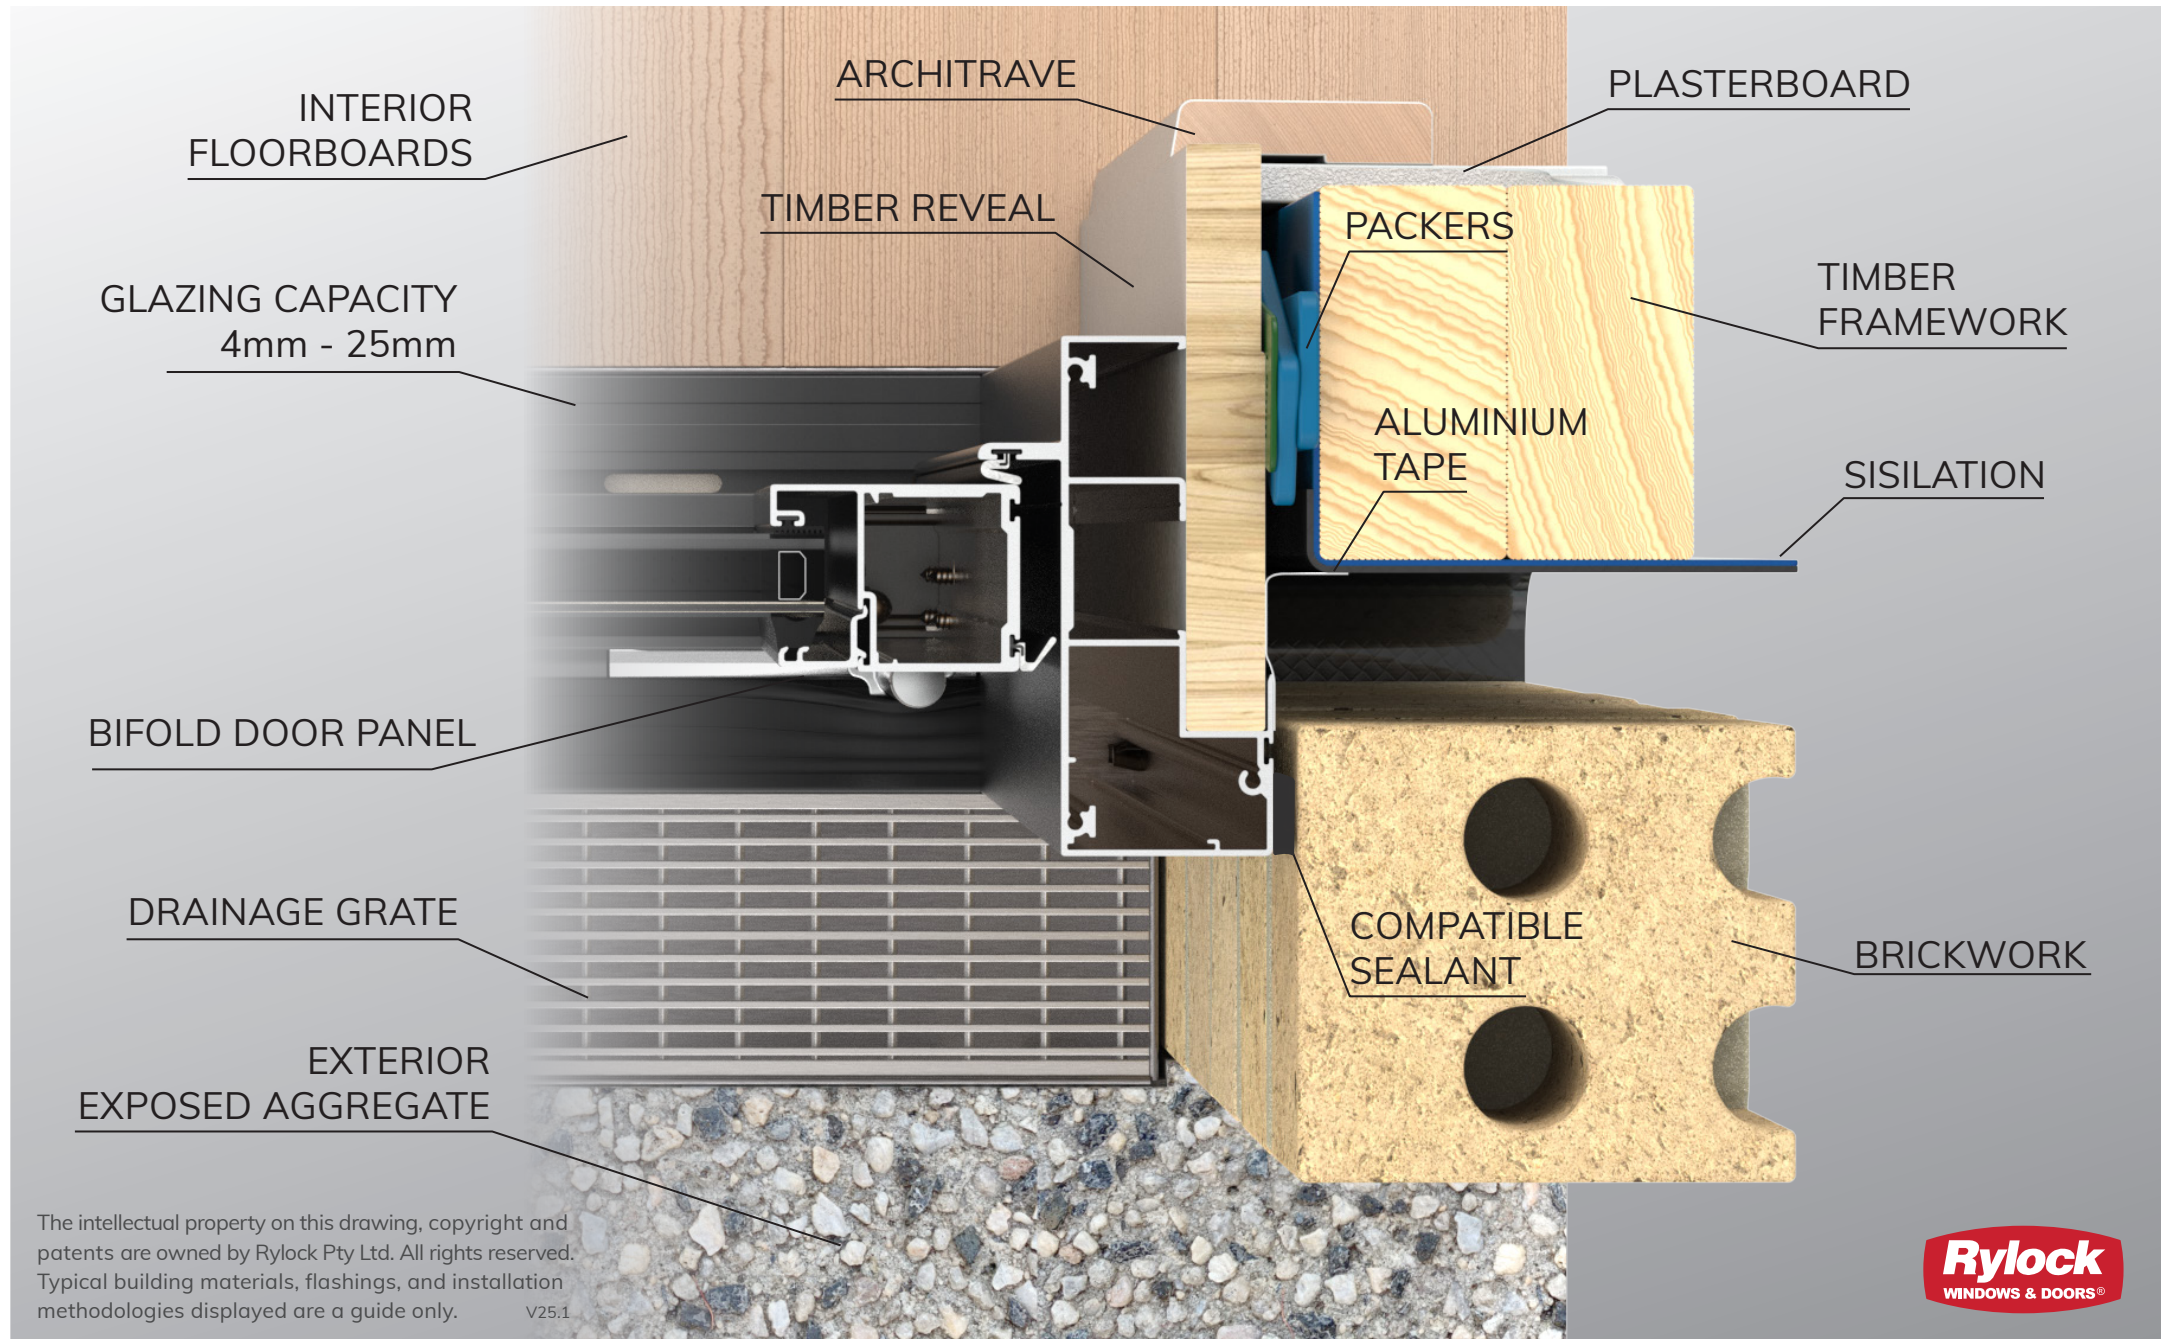 ARCHITRAVE
PLASTERBOARD
INTERIOR
FLOORBOARDS
TIMBER REVEAL
PACKERS
TIMBER
FRAMEWORK
GLAZING CAPACITY
4mm - 25mm
ALUMINIUM
TAPE
SISILATION
BIFOLD DOOR PANEL
DRAINAGE GRATE
COMPATIBLE
SEALANT
BRICKWORK
EXTERIOR
EXPOSED AGGREGATE
The intellectual property on this drawing, copyright and
patents are owned by Rylock Pty Ltd. All rights reserved.
Typical building materials, flashings, and installation
methodologies displayed are a guide only.
V25.1
Rylock
WINDOWS & DOORS®